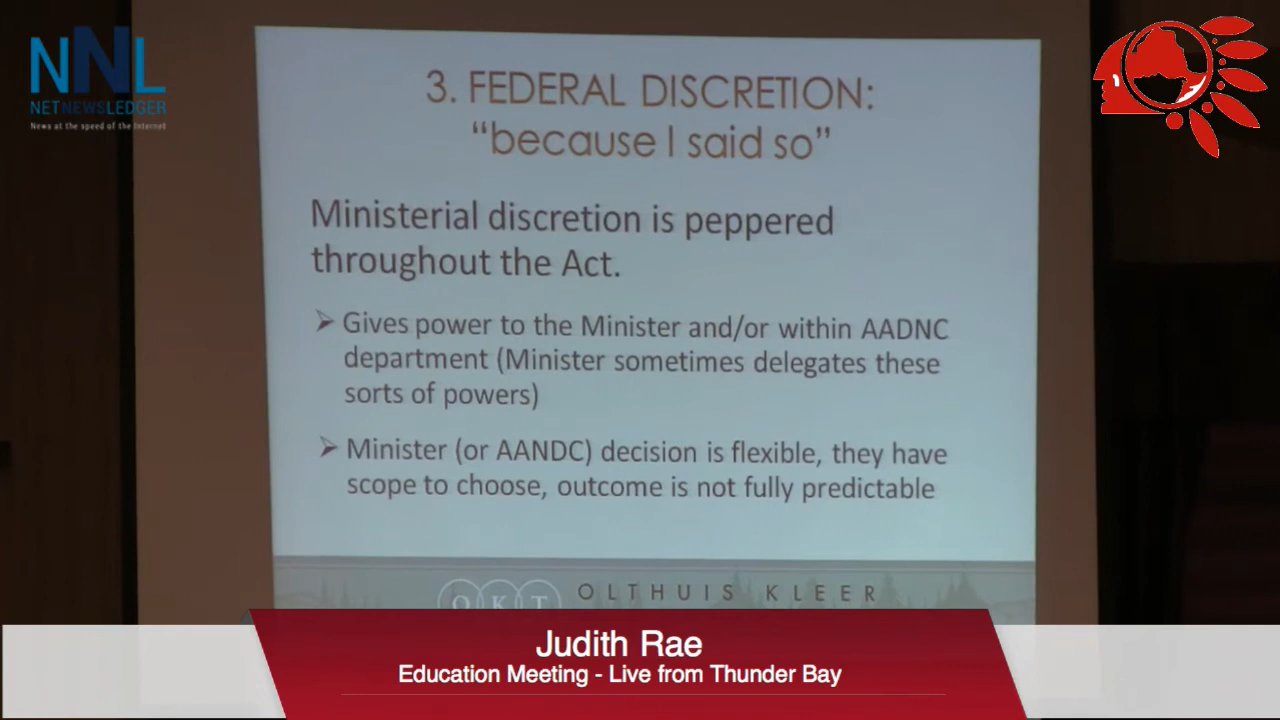 NNL
NETNEWSLEDGER
News at the speed of the Internet
3. FEDERAL DISCRETION:
“because I said so”
Ministerial discretion is peppered
throughout the Act.
Gives power to the Minister and/or within AADNC
department (Minister sometimes delegates these
sorts of powers)
Minister (or AANDC) decision is flexible, they have
scope to choose, outcome is not fully predictable
OKT OLTHUIS KLEER
Judith Rae
Education Meeting - Live from Thunder Bay